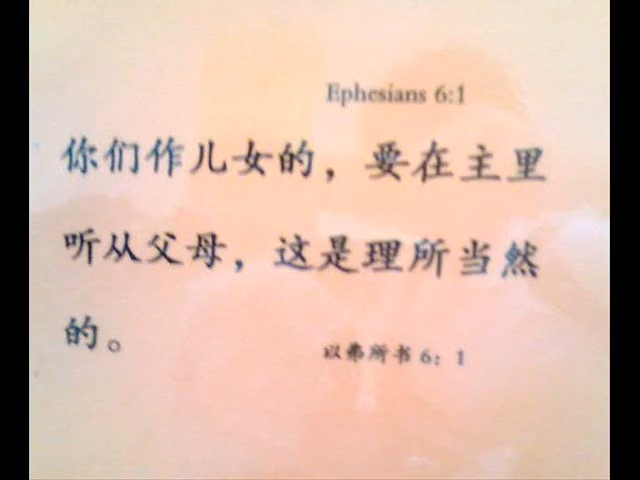 Ephesians 6:1
你们作儿女的，要在主里
听从父母，这是理所当然
的。
以弗所书 6：1